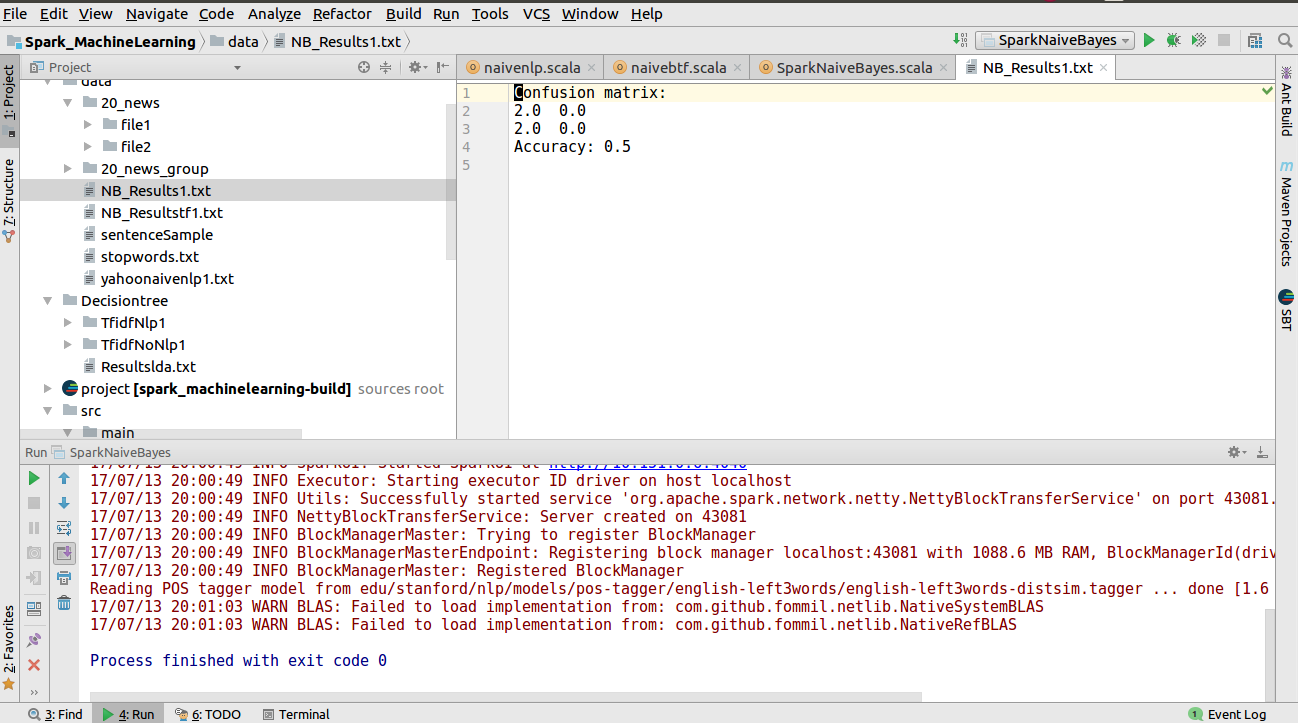 File Edit View Navigate Code Analyze Refactor Build Run Tools VCS Window Help
Spark_MachineLearning data NB_Results1.txt SparkNaiveBayes
Project naivenlp.scala naivebtf.scala SparkNaiveBayes.scala NB_Results1.txt
1: Project
7: Structure
2: Favorites
data
20_news
file1
file2
20_news_group
NB_Results1.txt
NB_Resultstf1.txt
sentenceSample
stopwords.txt
yahoonaivenlp1.txt
Decisiontree
TfidfNlp1
TfidfNoNlp1
Resultslda.txt
project [spark_machinelearning-build] sources root
src
main
1 Confusion matrix:
2 2.0 0.0
3 2.0 0.0
4 Accuracy: 0.5
5
Ant Build
Maven Projects
SBT
Run SparkNaiveBayes
17/07/13 20:00:49 INFO SparkUI: Started SparkUI at
17/07/13 20:00:49 INFO Executor: Starting executor ID driver on host localhost
17/07/13 20:00:49 INFO Utils: Successfully started service 'org.apache.spark.network.netty.NettyBlockTransferService' on port 43081.
17/07/13 20:00:49 INFO NettyBlockTransferService: Server created on 43081
17/07/13 20:00:49 INFO BlockManagerMaster: Trying to register BlockManager
17/07/13 20:00:49 INFO BlockManagerMasterEndpoint: Registering block manager localhost:43081 with 1088.6 MB RAM, BlockManagerId(driv
17/07/13 20:00:49 INFO BlockManagerMaster: Registered BlockManager
Reading POS tagger model from edu/stanford/nlp/models/pos-tagger/english-left3words/english-left3words-distsim.tagger ... done [1.6
17/07/13 20:01:03 WARN BLAS: Failed to load implementation from: com.github.fommil.netlib.NativeSystemBLAS
17/07/13 20:01:03 WARN BLAS: Failed to load implementation from: com.github.fommil.netlib.NativeRefBLAS
Process finished with exit code 0
3: Find 4: Run 6: TODO Terminal 1 Event Log